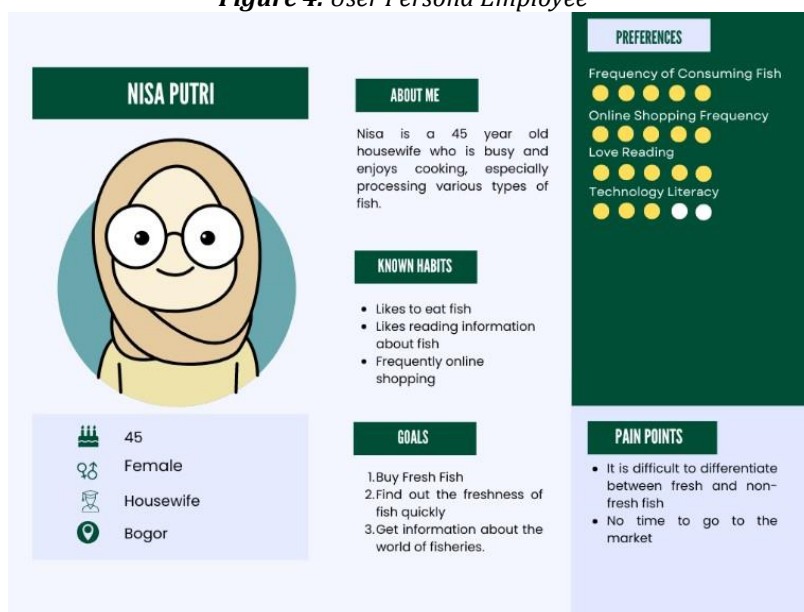 Figure 4. User Persona Employee
NISA PUTRI
45
Female
Housewife
Bogor
ABOUT ME
Nisa is a 45 year old
housewife who is busy and
enjoys cooking, especially
processing various types of
fish.
KNOWN HABITS
• Likes to eat fish
• Likes reading information
about fish
• Frequently online
shopping
GOALS
1.Buy Fresh Fish
2.Find out the freshness of
fish quickly
3.Get information about the
world of fisheries.
PREFERENCES
Frequency of Consuming Fish
Online Shopping Frequency
Love Reading
Technology Literacy
PAIN POINTS
• It is difficult to differentiate
between fresh and non-
fresh fish
• No time to go to the
market